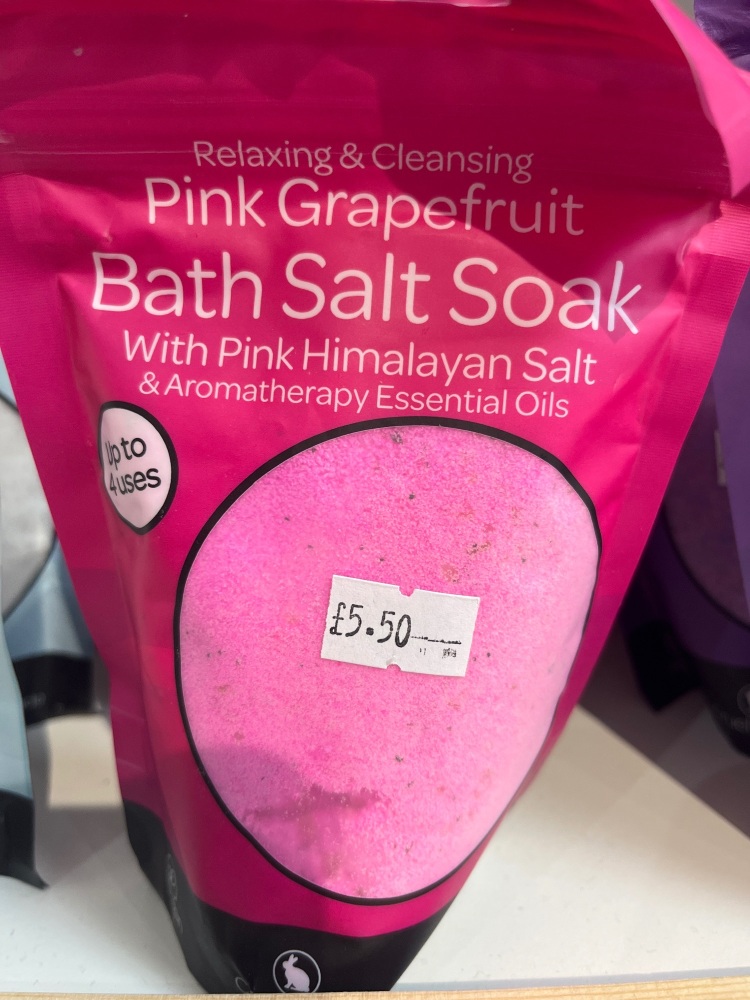 Relaxing & Cleansing
Pink Grapefruit
Bath Salt Soak
With Pink Himalayan Salt
& Aromatherapy Essential Oils
Up to
4 uses
£5.50